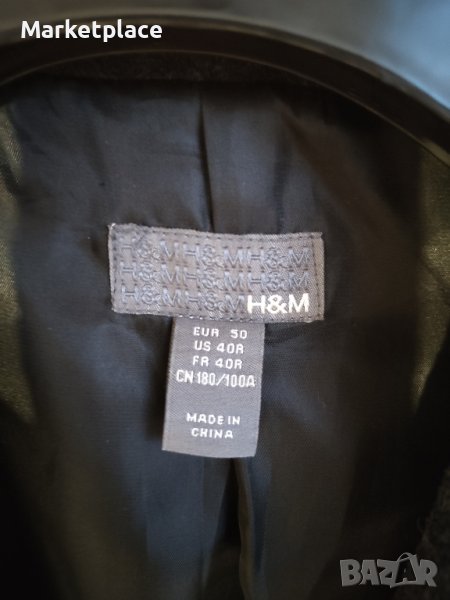 Marketplace
H&MH&MH&M
H&MH&MH&M
H&MH&MH&M
EUR 50
US 40R
FR 40R
CN 180/100A
MADE IN
CHINA
BAZAR